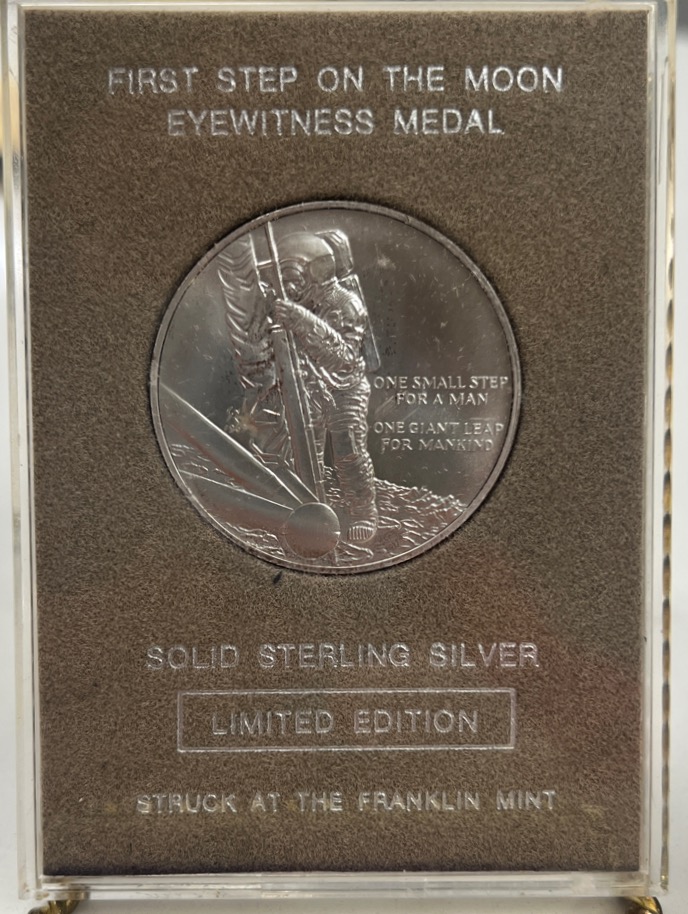 FIRST STEP ON THE MOON
EYEWITNESS MEDAL
ONE SMALL STEP
FOR A MAN
ONE GIANT LEAP
FOR MANKIND
SOLID STERLING SILVER
LIMITED EDITION
STRUCK AT THE FRANKLIN MINT